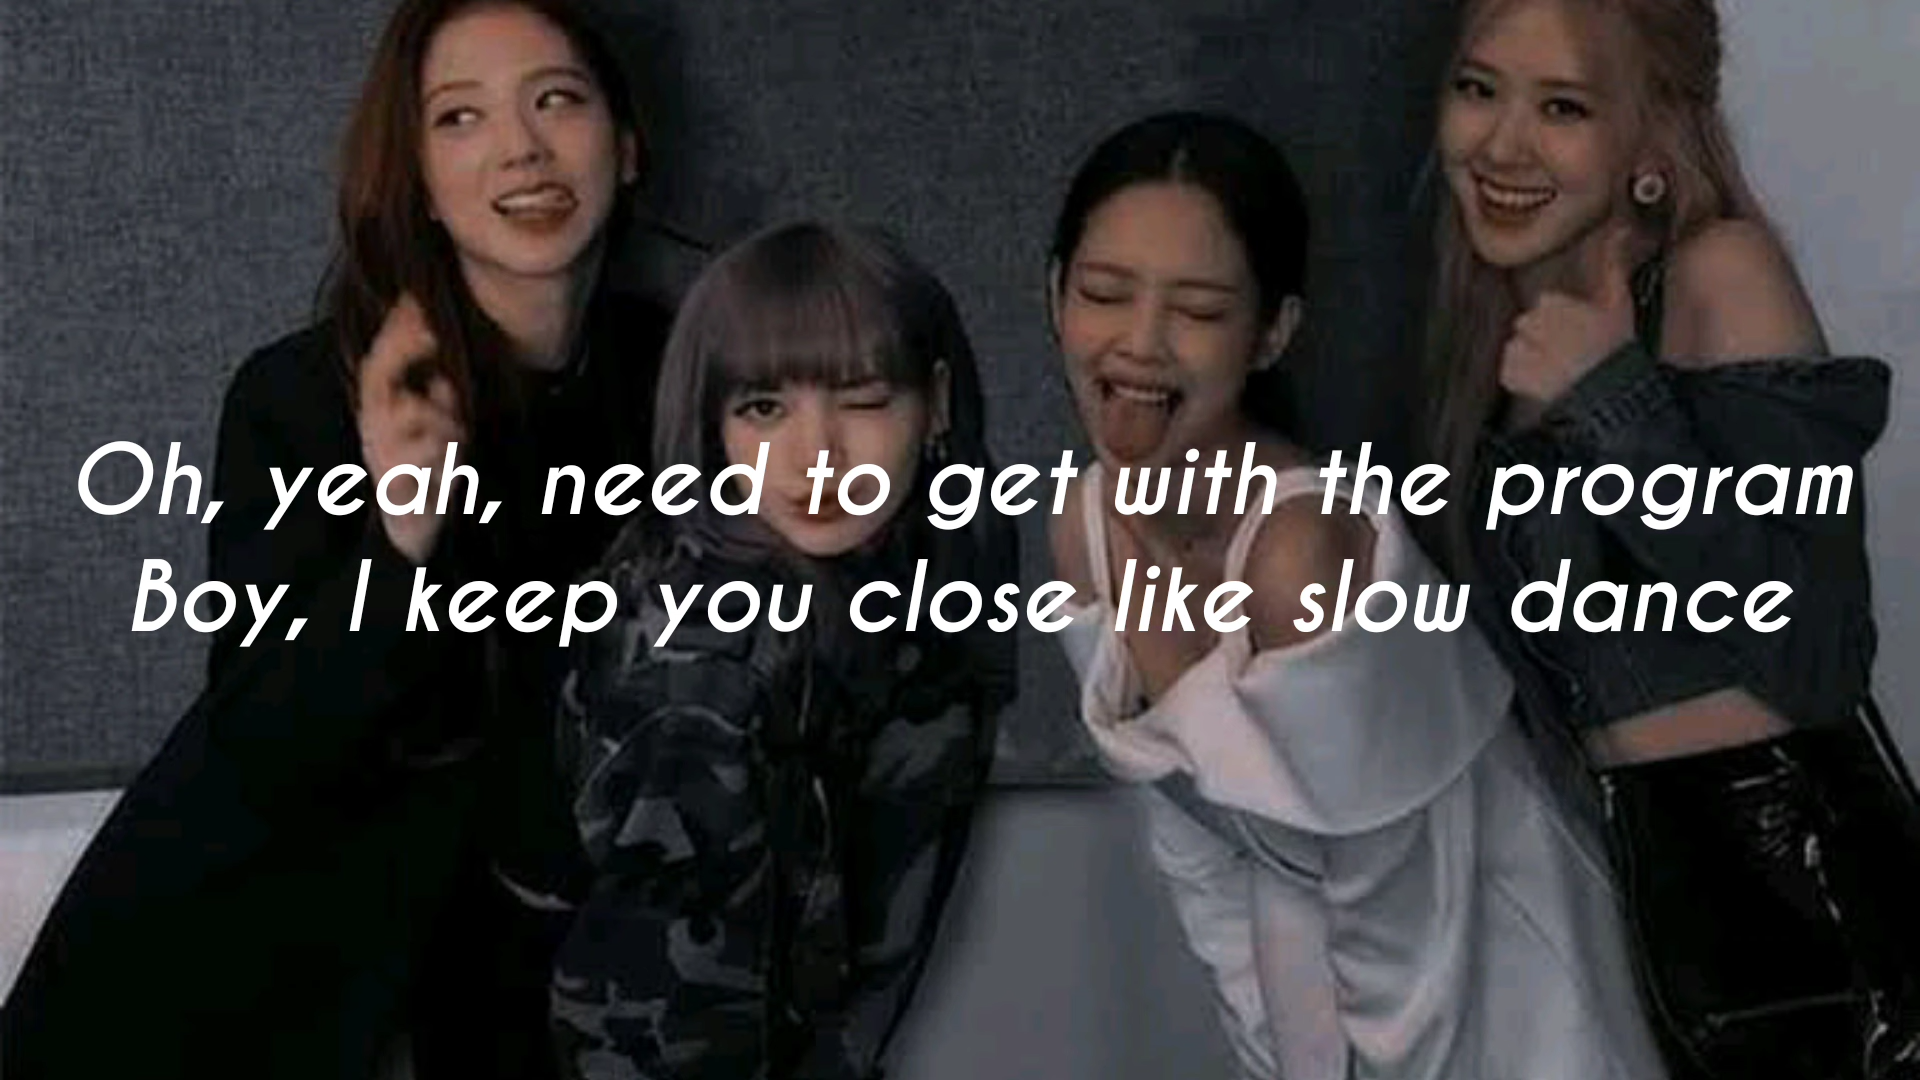 Oh, yeah, need to get with the program
Boy, I keep you close like slow dance